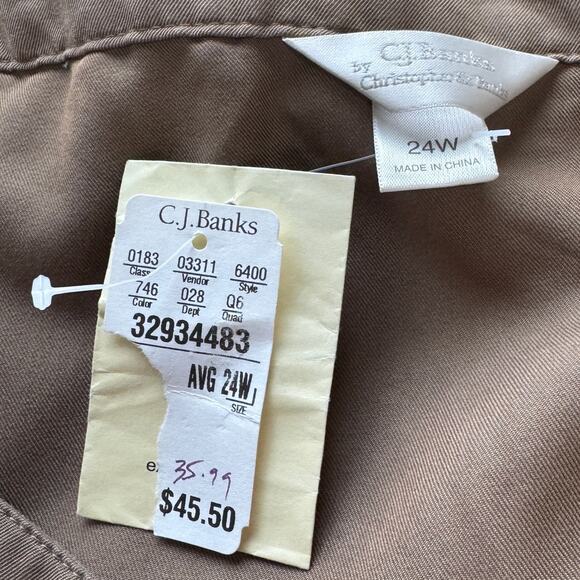 C.J.Banks
by
Christopher & Banks
24W
MADE IN CHINA
C.J.Banks
0183 03311 6400
Class Vendor Style
746 028 Q6
Color Dept Quad
32934483
AVG 24W
SIZE
35.99
$45.50